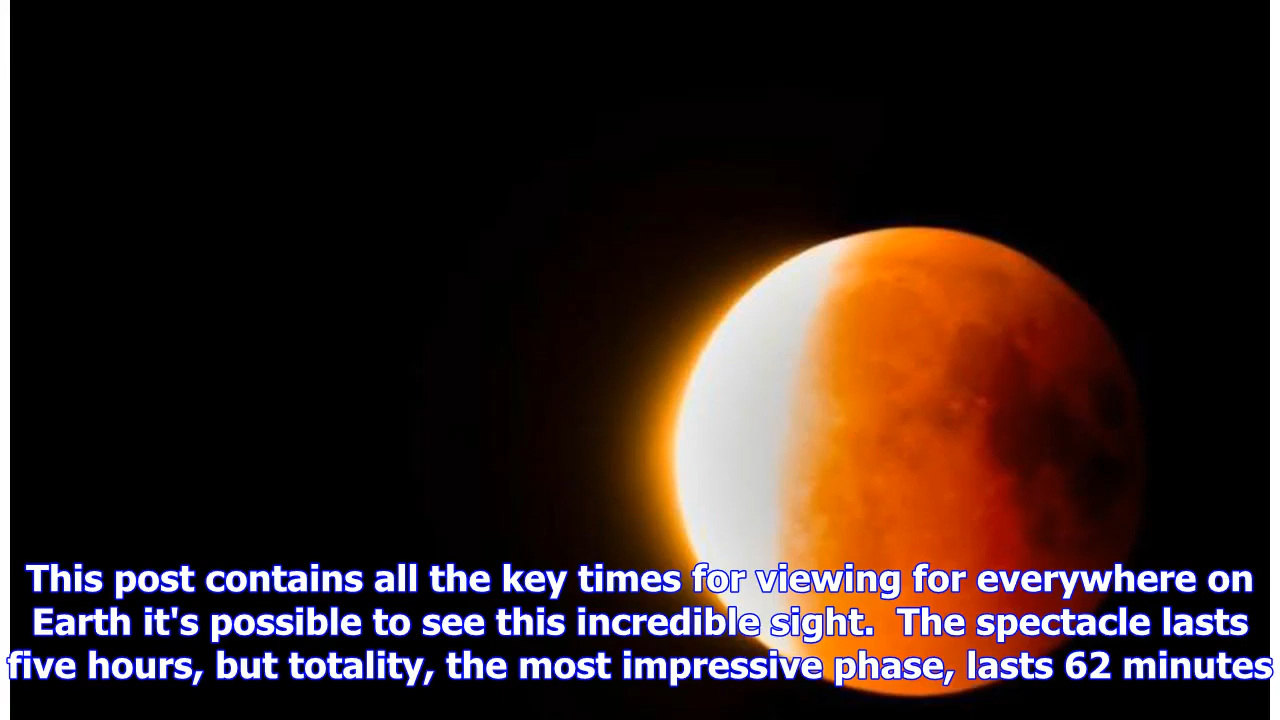 This post contains all the key times for viewing for everywhere on
Earth it's possible to see this incredible sight.  The spectacle lasts
five hours, but totality, the most impressive phase, lasts 62 minutes